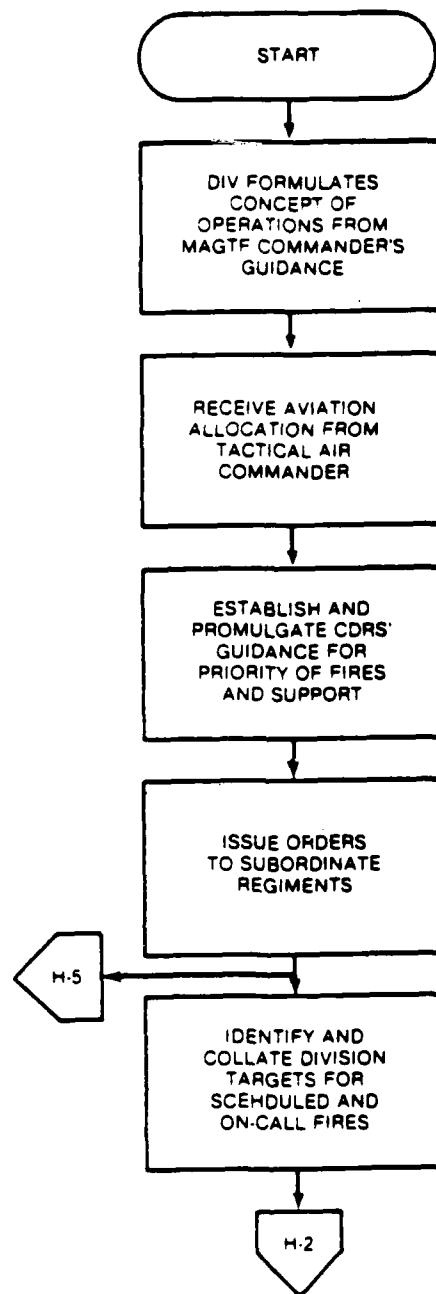 START
DIV FORMULATES
CONCEPT OF
OPERATIONS FROM
MAGTF COMMANDER'S
GUIDANCE
RECEIVE AVIATION
ALLOCATION FROM
TACTICAL AIR
COMMANDER
ESTABLISH AND
PROMULGATE CDRS'
GUIDANCE FOR
PRIORITY OF FIRES
AND SUPPORT
ISSUE ORDERS
TO SUBORDINATE
REGIMENTS
H-5
IDENTIFY AND
COLLATE DIVISION
TARGETS FOR
SCEHDULED AND
ON-CALL FIRES
H-2